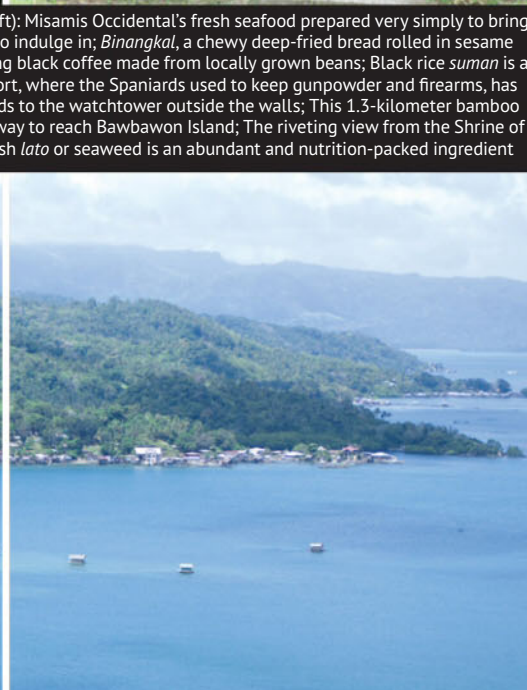 ft): Misamis Occidental’s fresh seafood prepared very simply to bring
o indulge in; Binangkal, a chewy deep-fried bread rolled in sesame
ng black coffee made from locally grown beans; Black rice suman is a
ort, where the Spaniards used to keep gunpowder and firearms, has
ds to the watchtower outside the walls; This 1.3-kilometer bamboo
way to reach Bawbawon Island; The riveting view from the Shrine of
sh lato or seaweed is an abundant and nutrition-packed ingredient